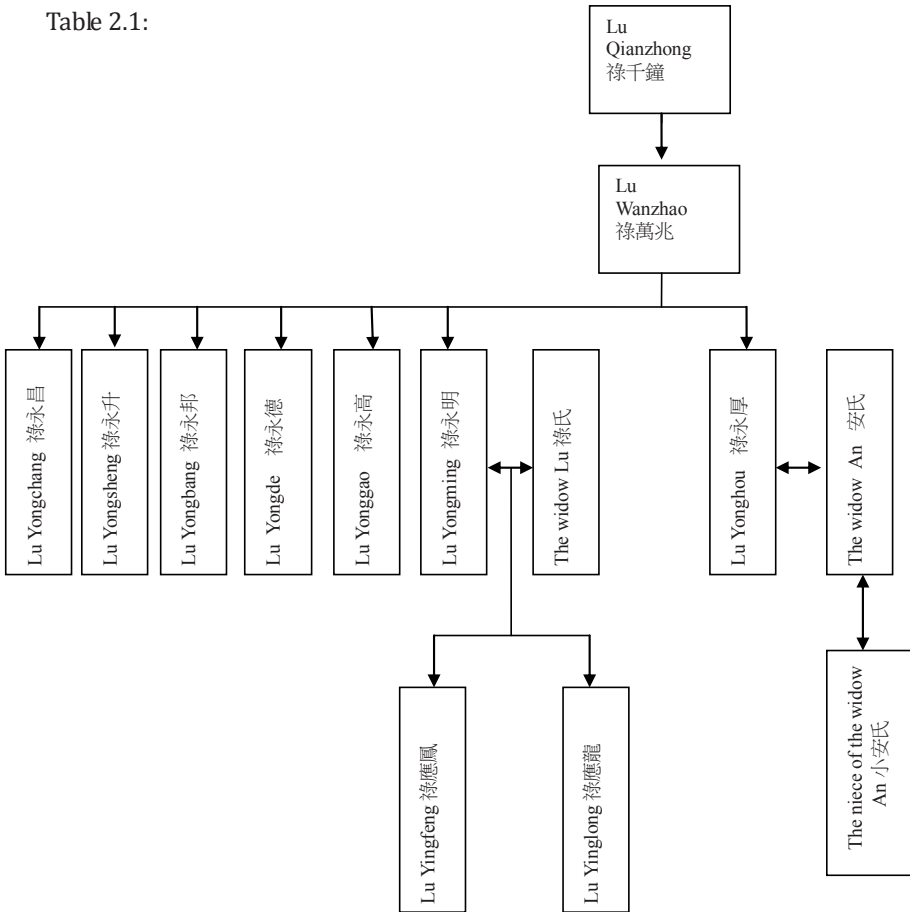 Table 2.1:
Lu
Qianzhong
祿千鐘
Lu
Wanzhao
祿萬兆
Lu Yongchang 祿永昌
Lu Yongsheng 祿永升
Lu Yongbang 祿永邦
Lu Yongde 祿永德
Lu Yonggao 祿永高
Lu Yongming 祿永明
The widow Lu 祿氏
Lu Yonghou 祿永厚
The widow An 安氏
Lu Yingfeng 祿應鳳
Lu Yinglong 祿應龍
The niece of the widow
An 小安氏